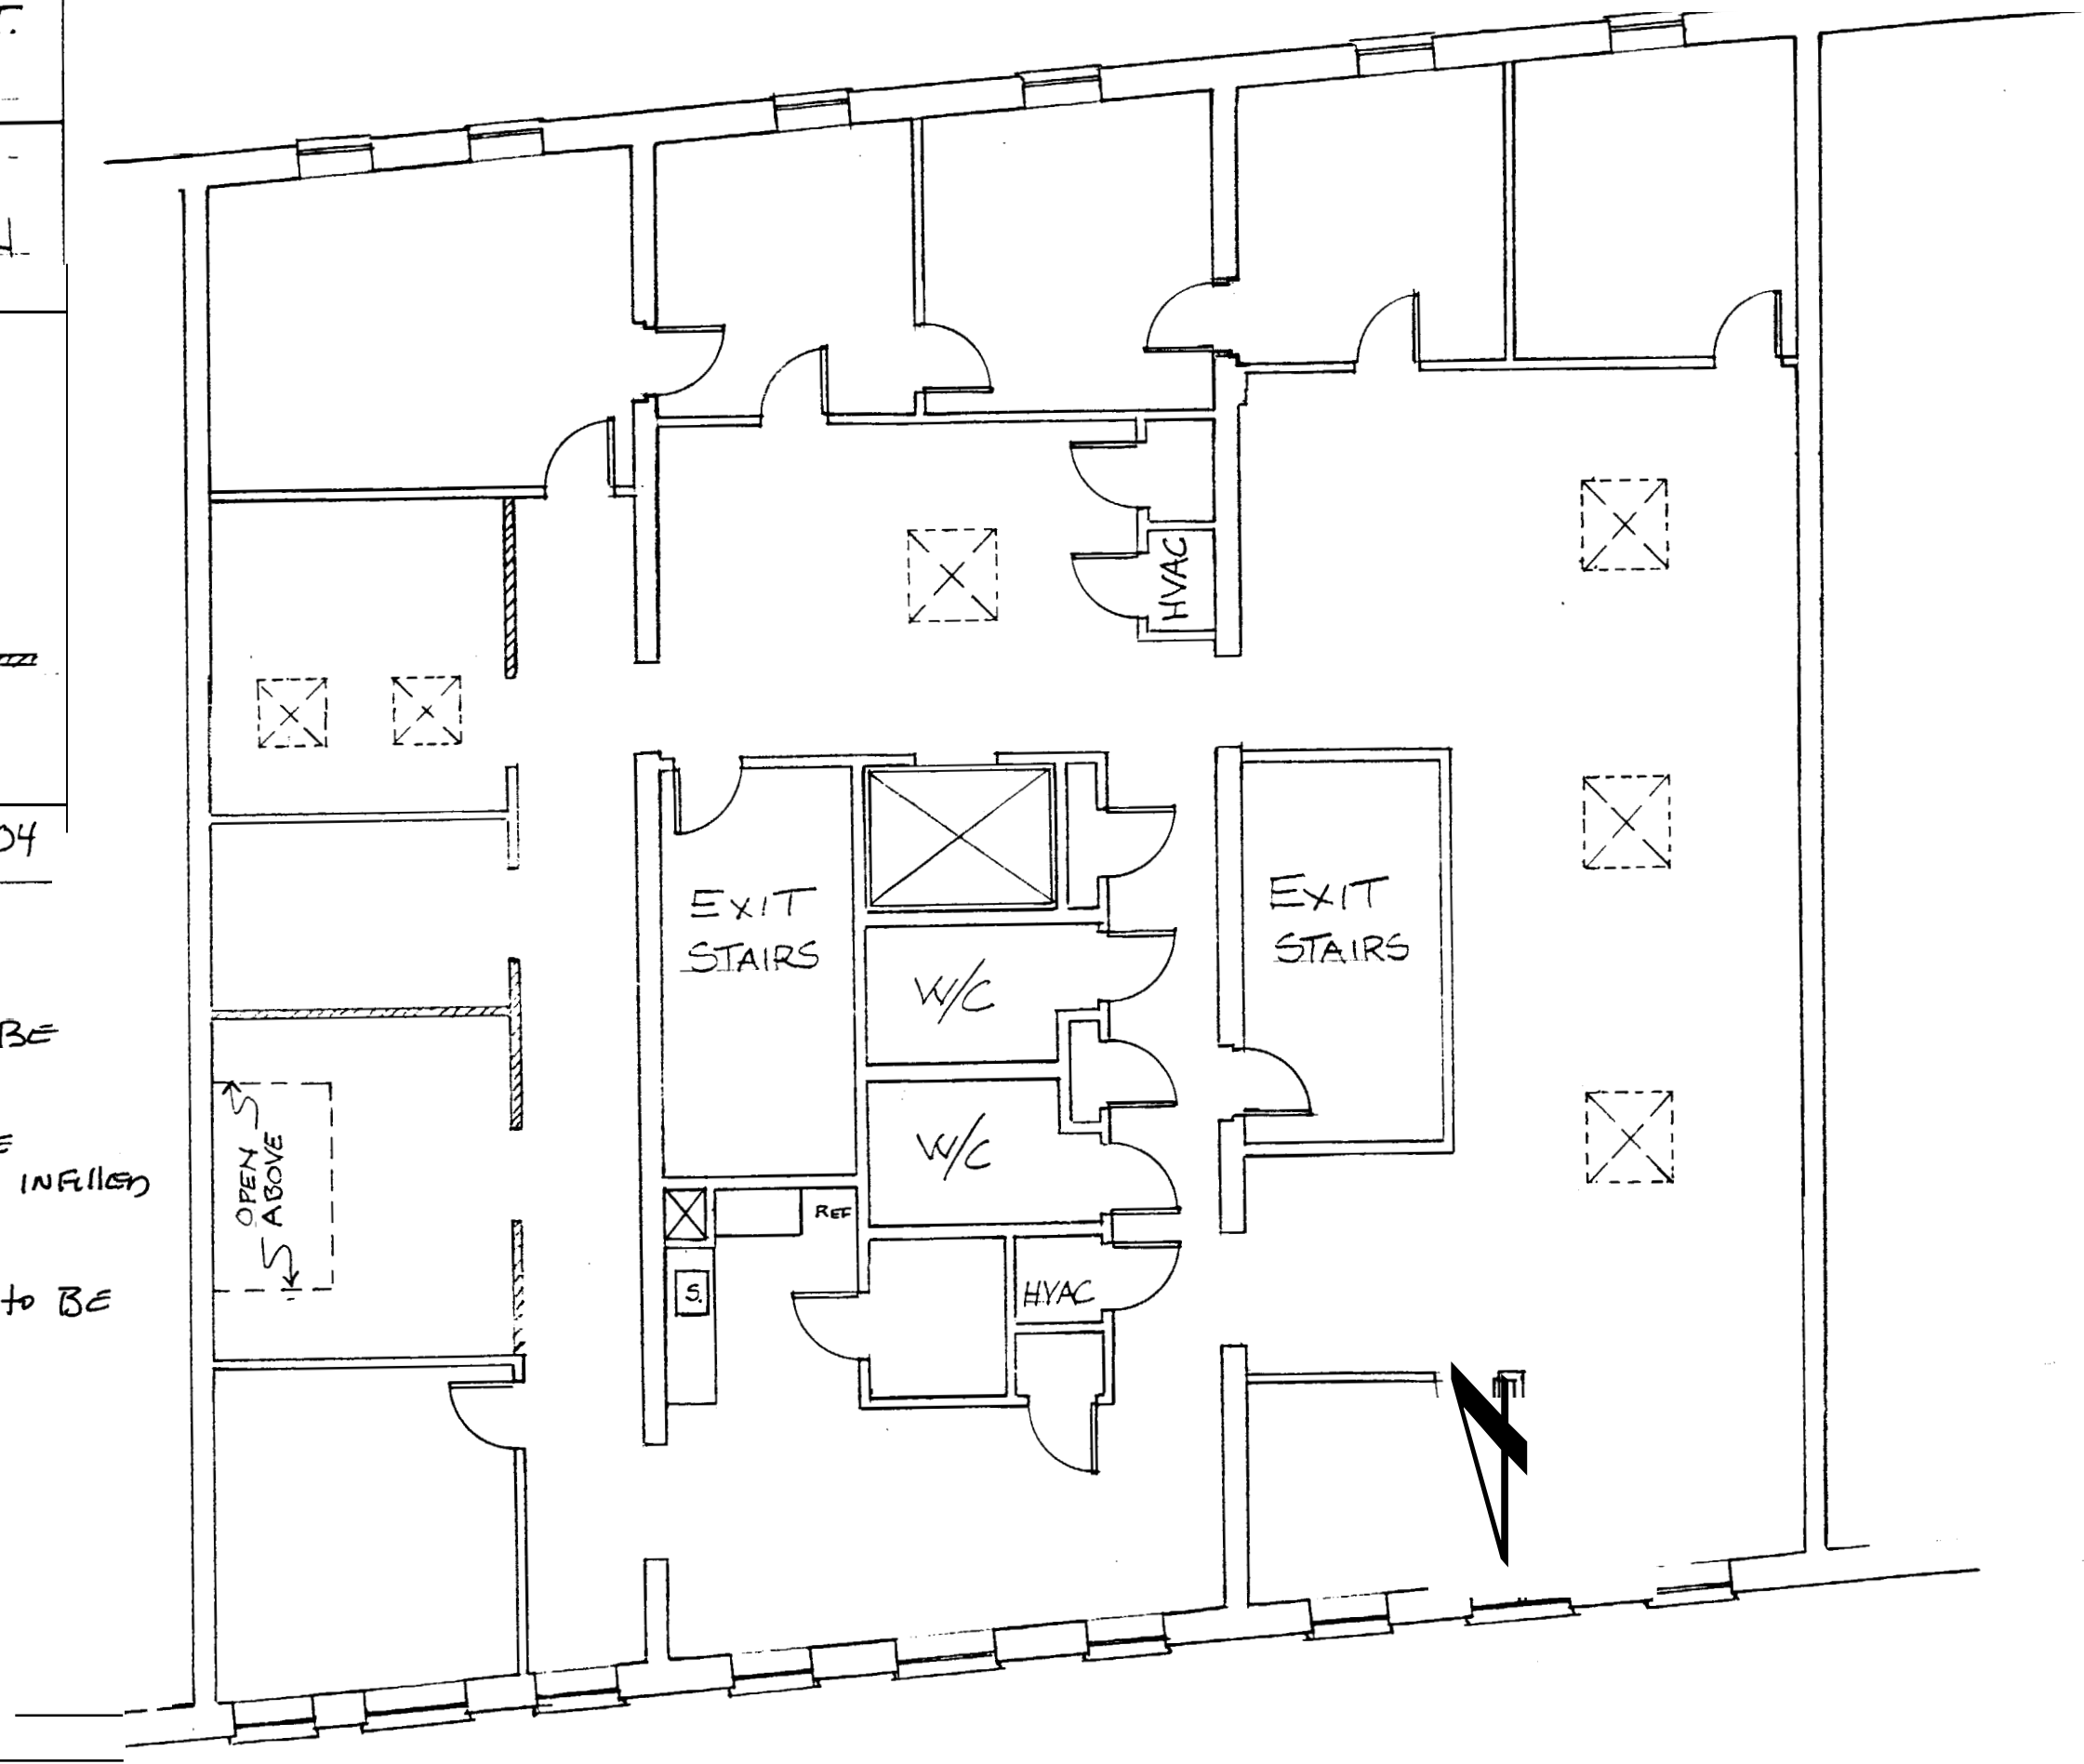 04
BE
INFILLED
to BE
HVAC
EXIT
STAIRS
EXIT
STAIRS
W/C
W/C
OPEN
ABOVE
REF
S.
HVAC